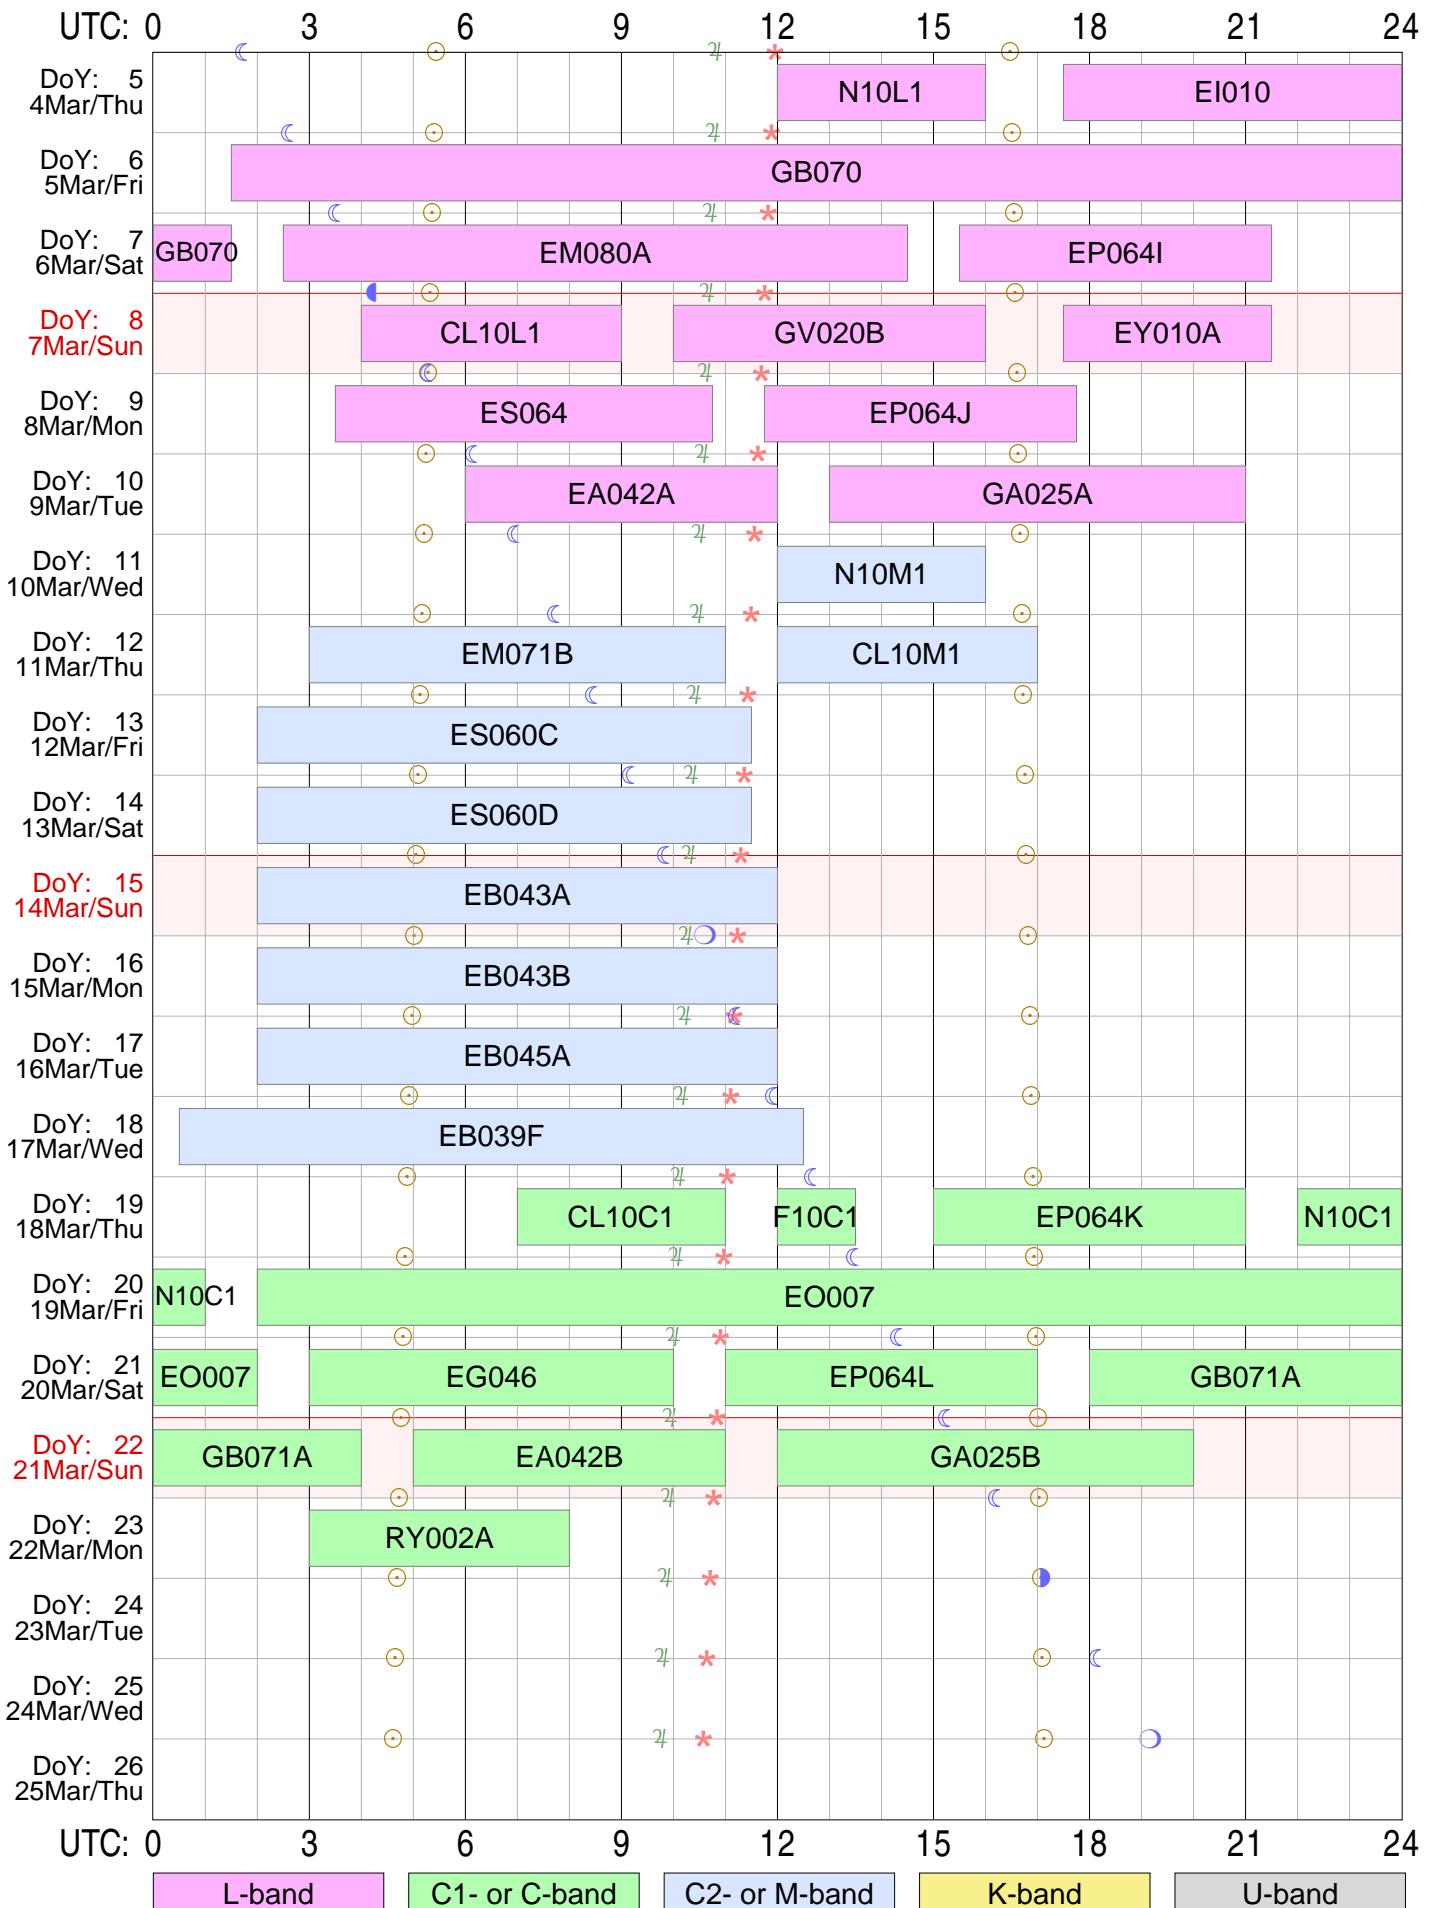 UTC: 0 3 6 9 12 15 18 21 24
DoY: 5
4Mar/Thu
N10L1 EI010
DoY: 6
5Mar/Fri
GB070
DoY: 7
6Mar/Sat
GB070 EM080A EP064I
DoY: 8
7Mar/Sun
CL10L1 GV020B EY010A
DoY: 9
8Mar/Mon
ES064 EP064J
DoY: 10
9Mar/Tue
EA042A GA025A
DoY: 11
10Mar/Wed
N10M1
DoY: 12
11Mar/Thu
EM071B CL10M1
DoY: 13
12Mar/Fri
ES060C
DoY: 14
13Mar/Sat
ES060D
DoY: 15
14Mar/Sun
EB043A
DoY: 16
15Mar/Mon
EB043B
DoY: 17
16Mar/Tue
EB045A
DoY: 18
17Mar/Wed
EB039F
DoY: 19
18Mar/Thu
CL10C1 F10C1 EP064K N10C1
DoY: 20
19Mar/Fri
N10C1 EO007
DoY: 21
20Mar/Sat
EO007 EG046 EP064L GB071A
DoY: 22
21Mar/Sun
GB071A EA042B GA025B
DoY: 23
22Mar/Mon
RY002A
DoY: 24
23Mar/Tue
DoY: 25
24Mar/Wed
DoY: 26
25Mar/Thu
UTC: 0 3 6 9 12 15 18 21 24
L-band C1- or C-band C2- or M-band K-band U-band